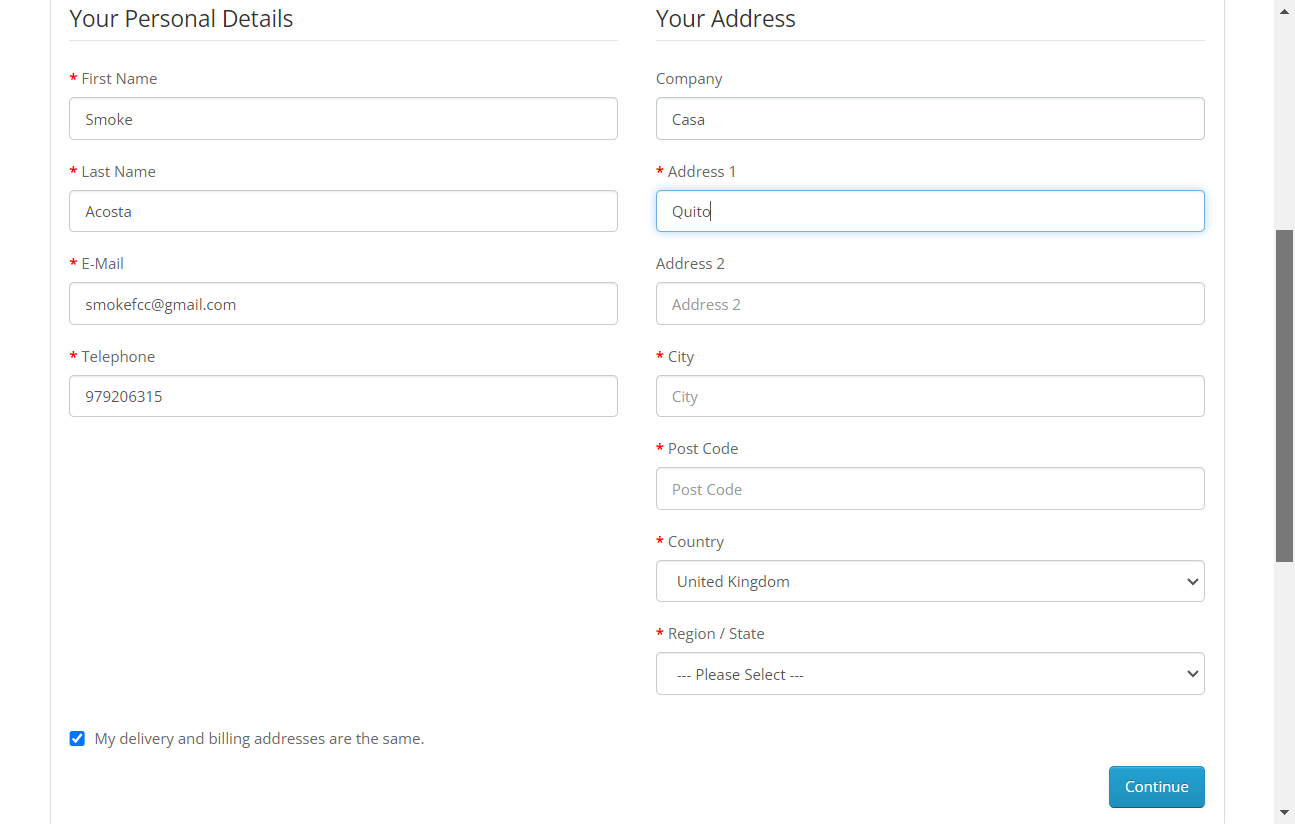 Your Personal Details
* First Name
Smoke
* Last Name
Acosta
* E-Mail
smokefcc@gmail.com
* Telephone
979206315
Your Address
Company
Casa
* Address 1
Quito
Address 2
Address 2
* City
City
* Post Code
Post Code
* Country
United Kingdom
* Region / State
--- Please Select ---
My delivery and billing addresses are the same.
Continue